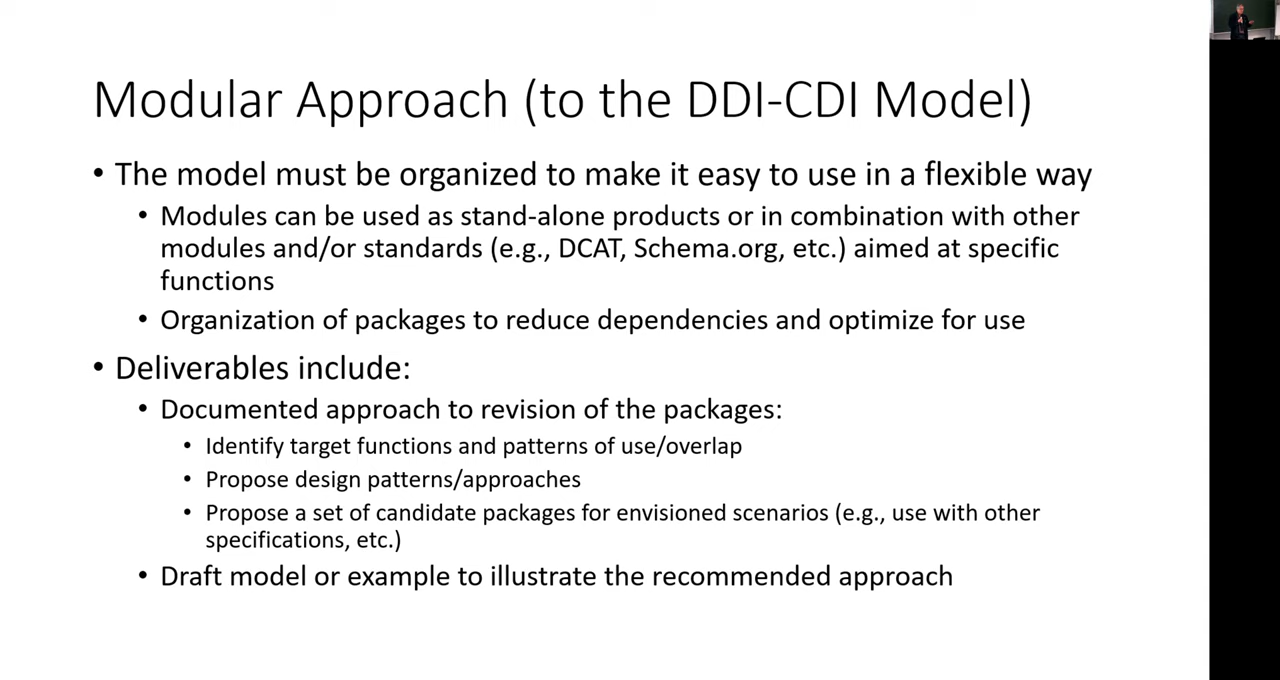 Modular Approach (to the DDI-CDI Model)
• The model must be organized to make it easy to use in a flexible way
• Modules can be used as stand-alone products or in combination with other
modules and/or standards (e.g., DCAT, Schema.org, etc.) aimed at specific
functions
• Organization of packages to reduce dependencies and optimize for use
• Deliverables include:
• Documented approach to revision of the packages:
• Identify target functions and patterns of use/overlap
• Propose design patterns/approaches
• Propose a set of candidate packages for envisioned scenarios (e.g., use with other
specifications, etc.)
• Draft model or example to illustrate the recommended approach